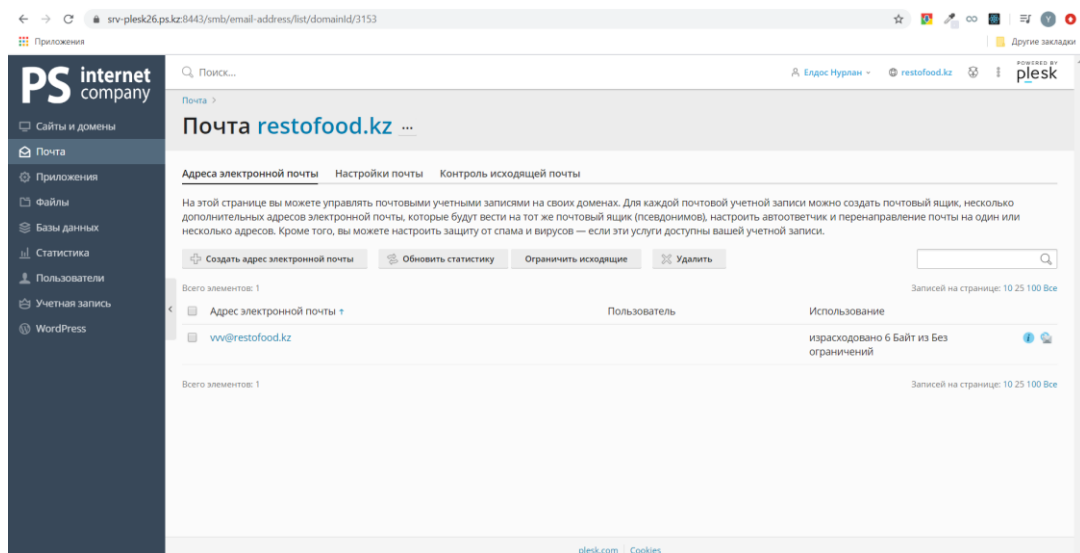 srv-plesk26.ps.kz:8443/smb/email-address/list/domainId/3153
Приложения
Другие закладки
PS internet company
Поиск...
Елдос Нурлан
restofood.kz
POWERED BY
plesk
Сайты и домены
Почта
Приложения
Файлы
Базы данных
Статистика
Пользователи
Учетная запись
WordPress
Почта >
Почта restofood.kz ...
Адреса электронной почты Настройки почты Контроль исходящей почты
На этой странице вы можете управлять почтовыми учетными записями на своих доменах. Для каждой почтовой учетной записи можно создать почтовый ящик, несколько
дополнительных адресов электронной почты, которые будут вести на тот же почтовый ящик (псевдонимов), настроить автоответчик и перенаправление почты на один или
несколько адресов. Кроме того, вы можете настроить защиту от спама и вирусов — если эти услуги доступны вашей учетной записи.
Создать адрес электронной почты Обновить статистику Ограничить исходящие Удалить
Всего элементов: 1 Записей на странице: 10 25 100 Все
Адрес электронной почты ↑ Пользователь Использование
vvv@restofood.kz израсходовано 6 Байт из Без
ограничений
Всего элементов: 1 Записей на странице: 10 25 100 Все
plesk.com Cookies